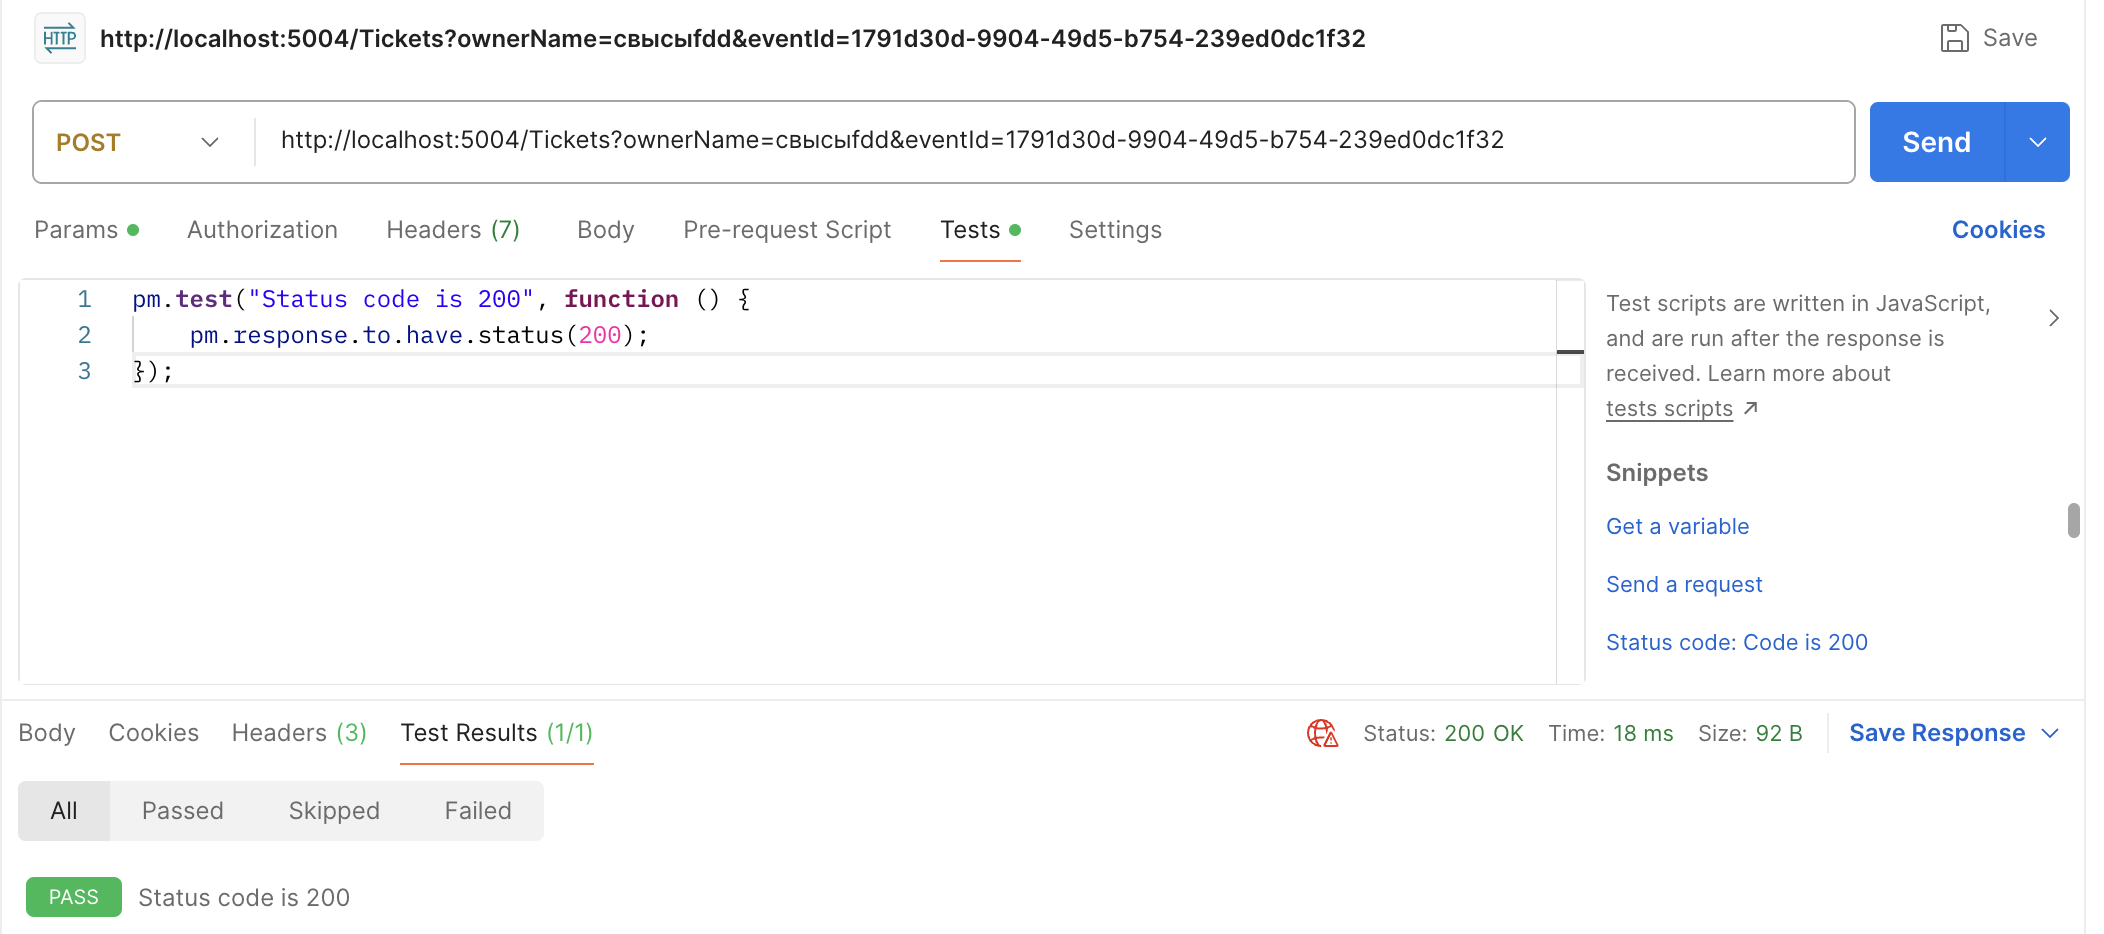 HTTP http://localhost:5004/Tickets?ownerName=свысыfdd&eventId=1791d30d-9904-49d5-b754-239ed0dc1f32 Save
POST http://localhost:5004/Tickets?ownerName=свысыfdd&eventId=1791d30d-9904-49d5-b754-239ed0dc1f32 Send
Params Authorization Headers (7) Body Pre-request Script Tests Settings Cookies
1 pm.test("Status code is 200", function () {
2 pm.response.to.have.status(200);
3 });
Test scripts are written in JavaScript,
and are run after the response is
received. Learn more about
tests scripts ↗
Snippets
Get a variable
Send a request
Status code: Code is 200
Body Cookies Headers (3) Test Results (1/1) Status: 200 OK Time: 18 ms Size: 92 B Save Response
All Passed Skipped Failed
PASS Status code is 200